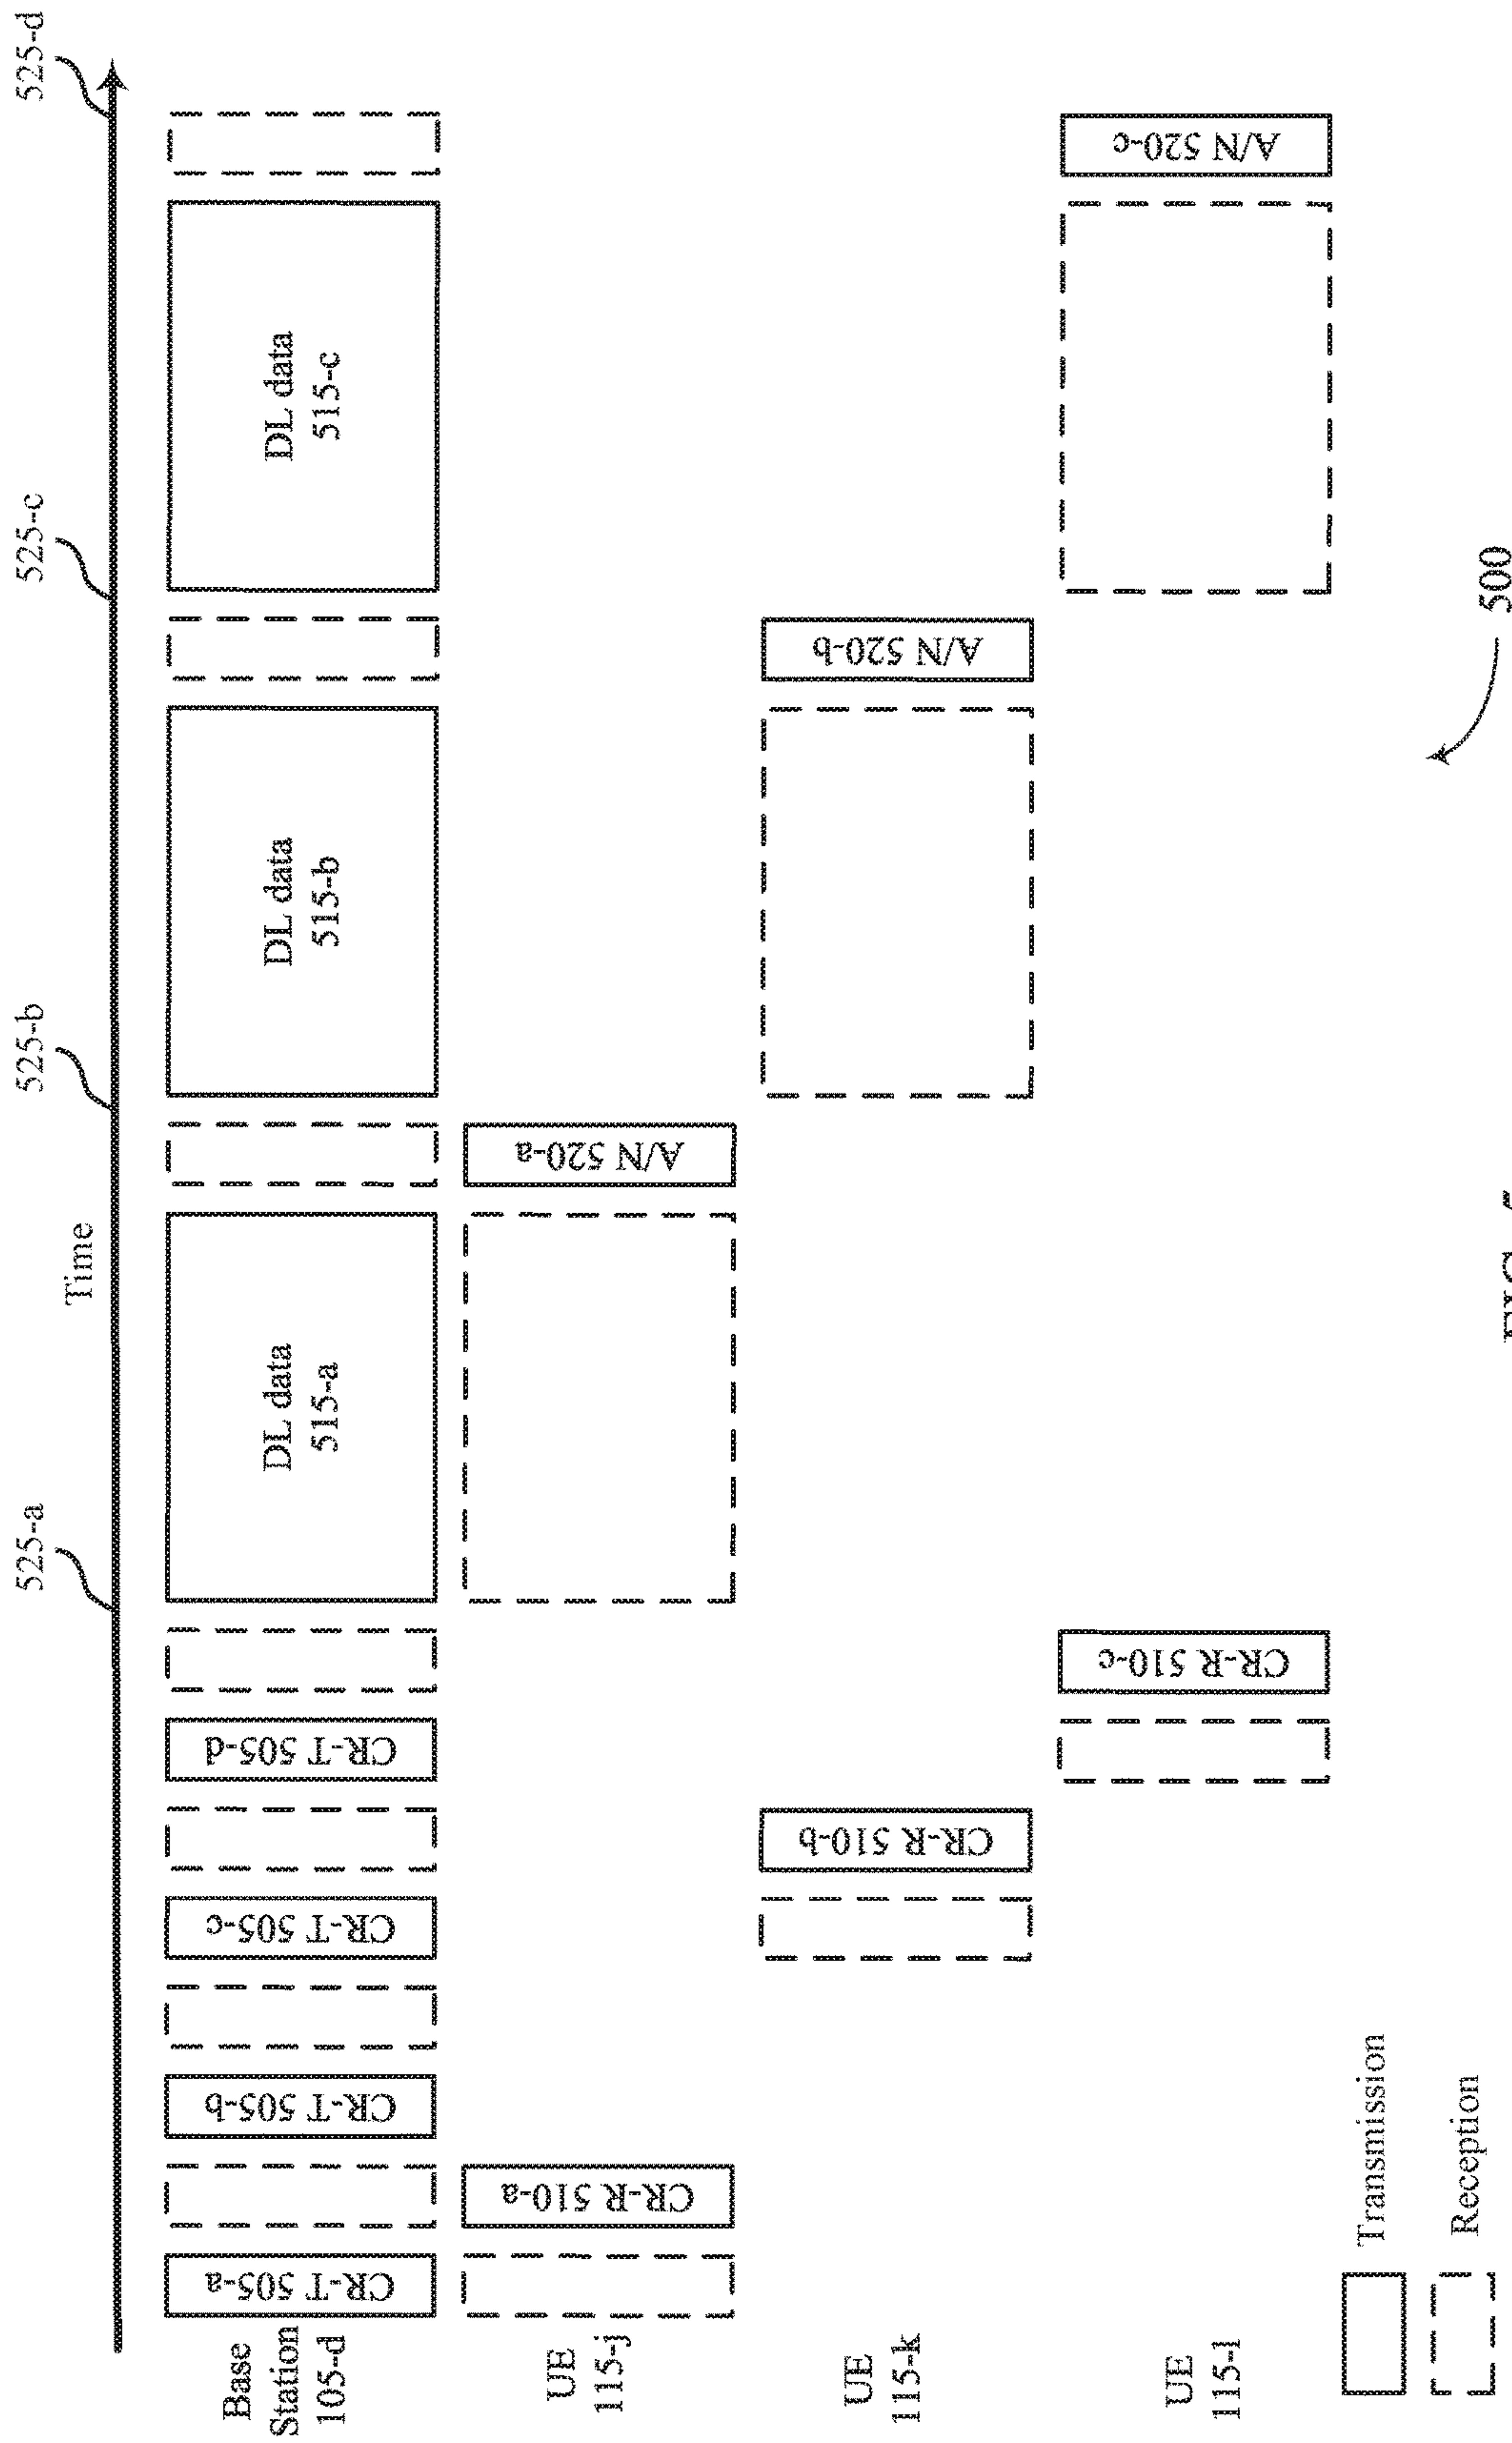 525-a
525-b
525-c
525-d
Time
Base
Station
105-d
CR-T 505-a
CR-T 505-b
CR-T 505-c
CR-T 505-d
DL data
515-a
DL data
515-b
DL data
515-c
UE
115-j
CR-R 510-a
A/N 520-a
UE
115-k
CR-R 510-b
A/N 520-b
UE
115-l
CR-R 510-c
A/N 520-c
Transmission
Reception
500